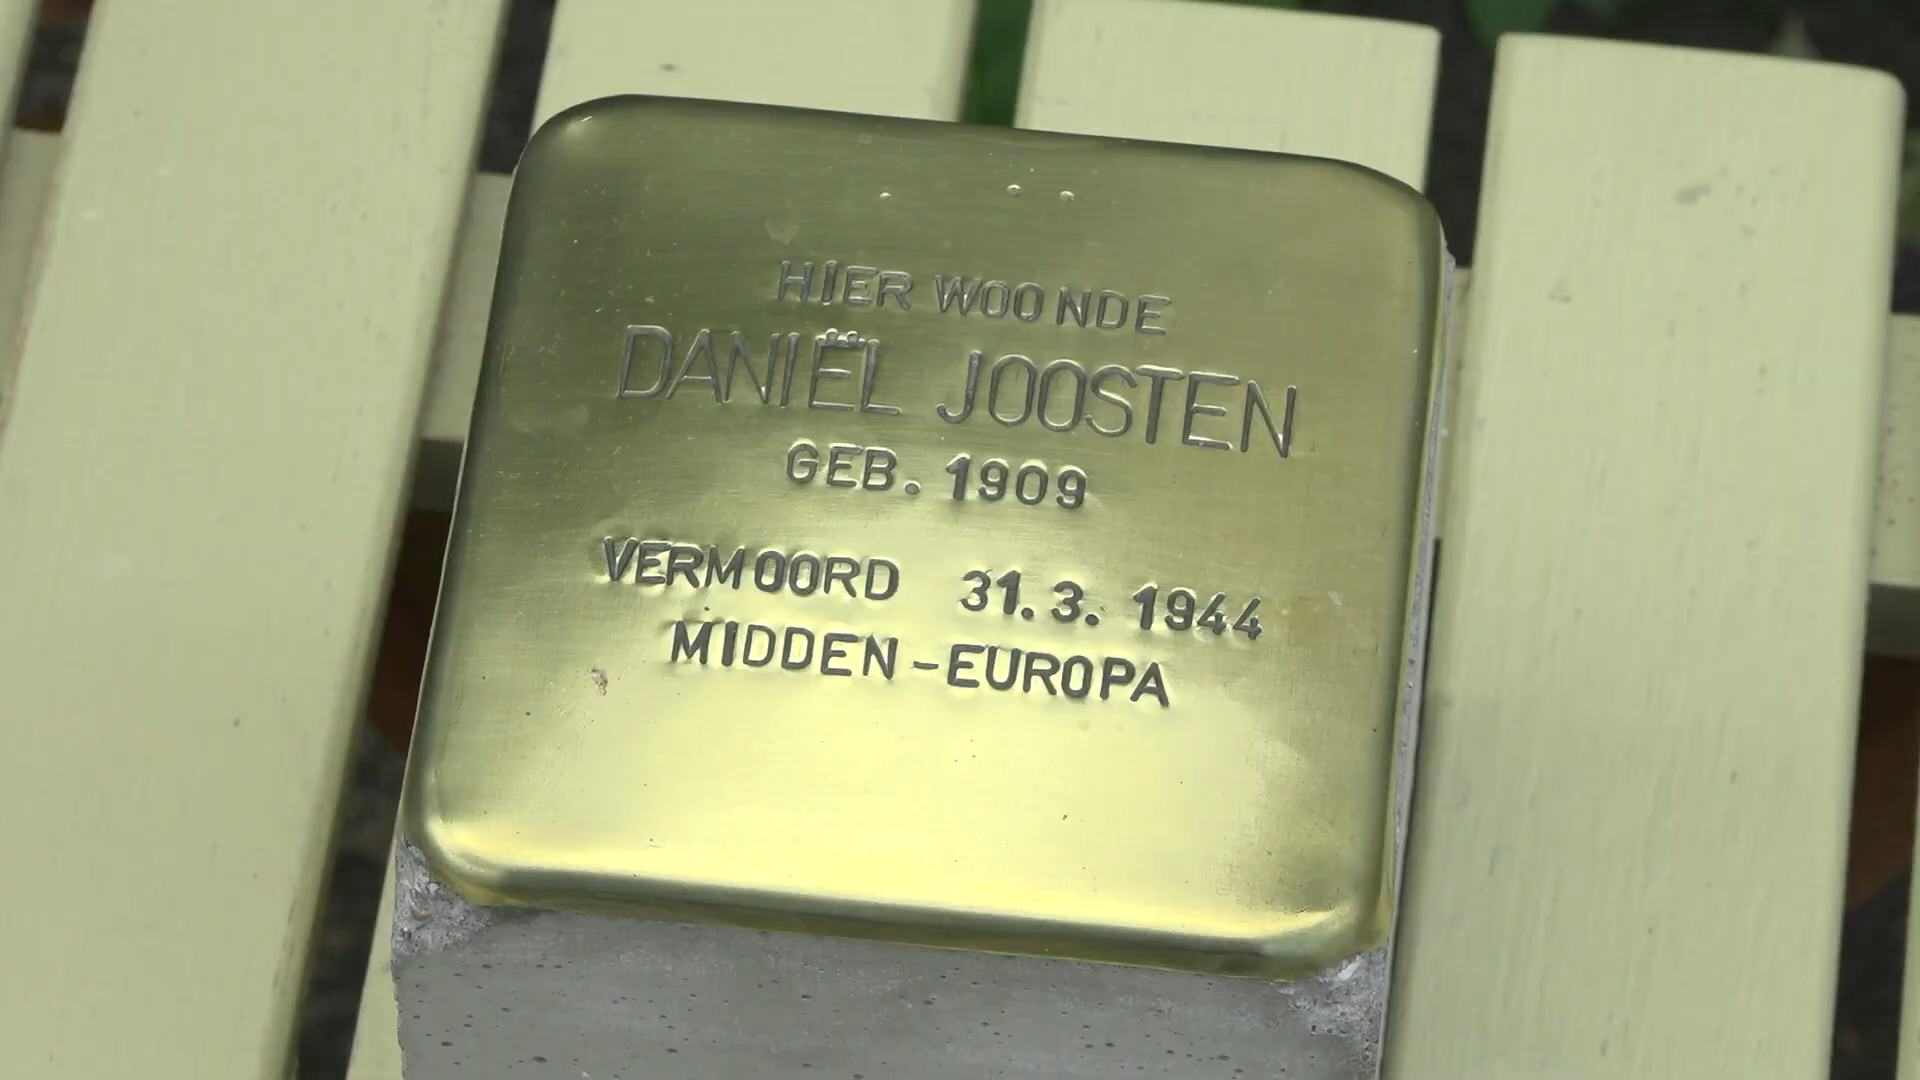 HIER WOONDE
DANIËL JOOSTEN
GEB. 1909
VERMOORD 31.3.1944
MIDDEN-EUROPA